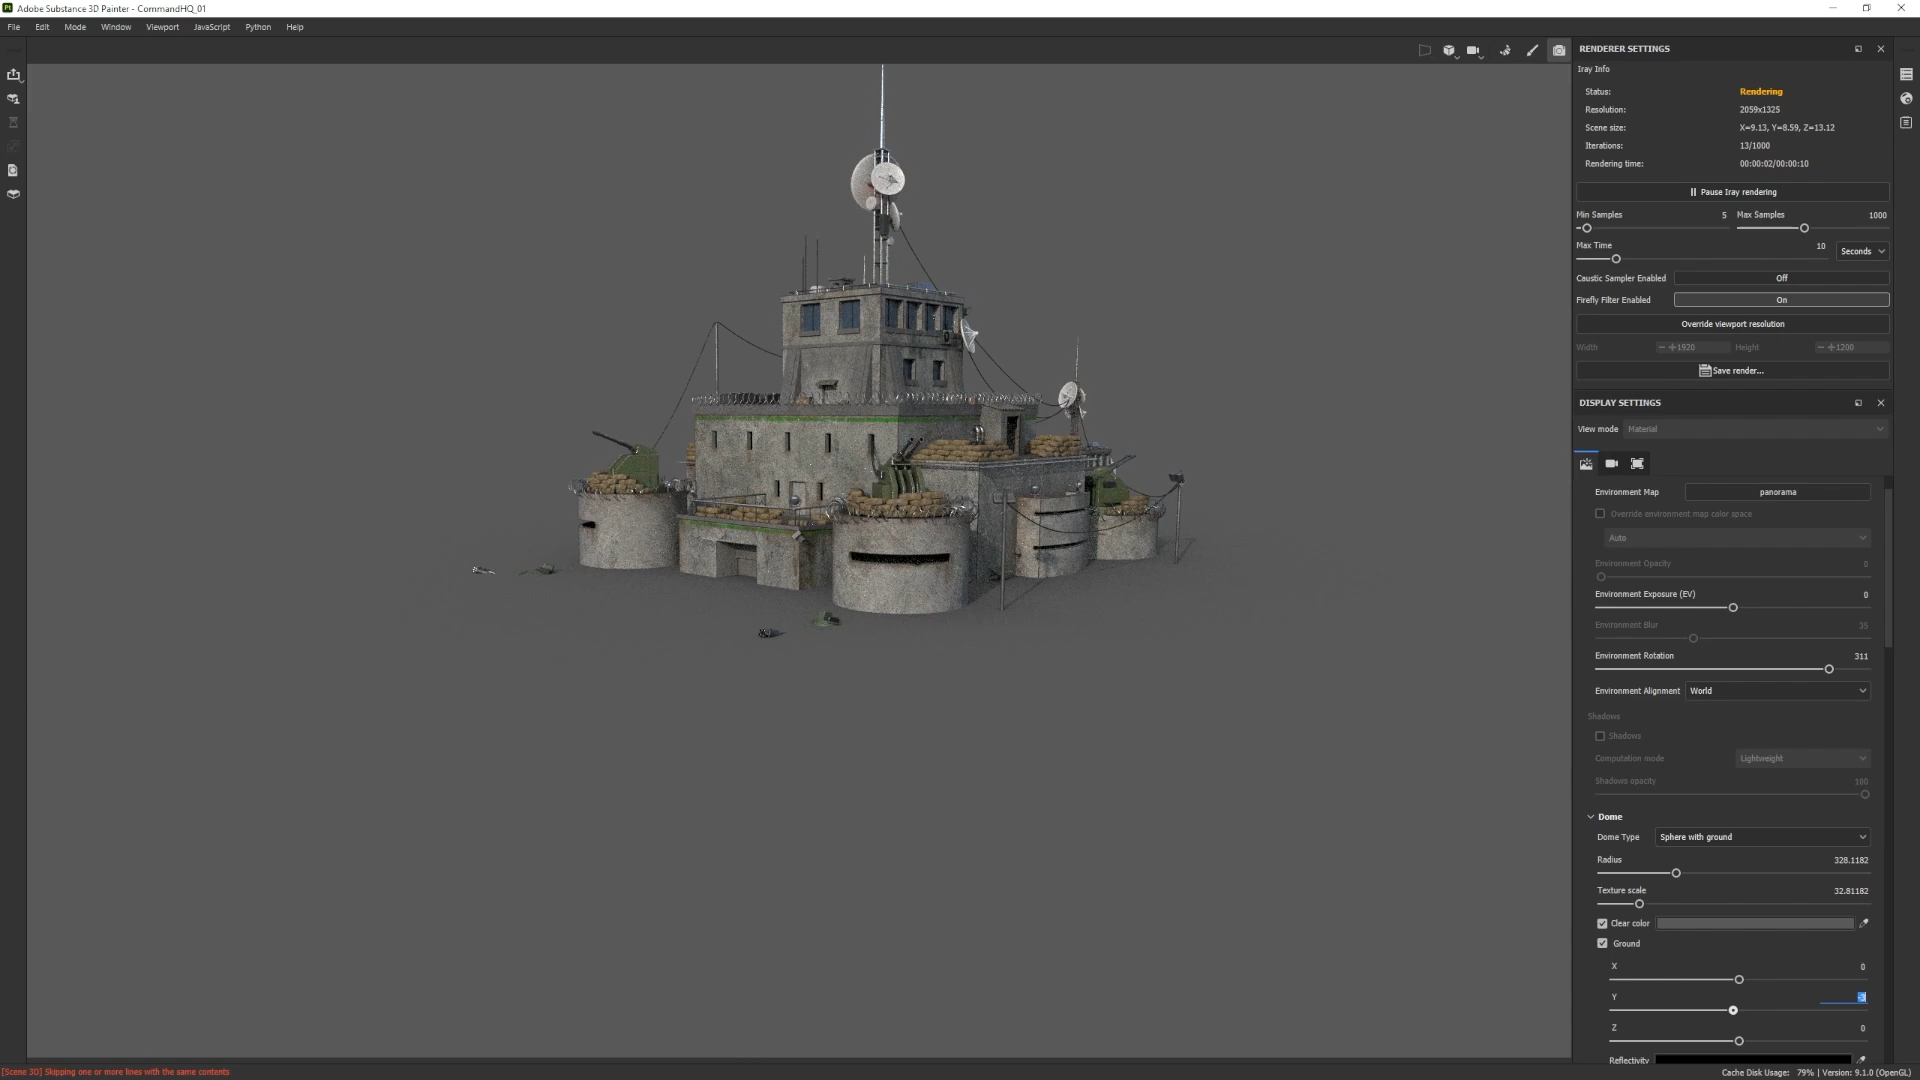 Pt Adobe Substance 3D Painter - CommandHQ_01
File Edit Mode Window Viewport JavaScript Python Help
RENDERER SETTINGS
Iray Info
Status: Rendering
Resolution: 2059x1325
Scene size: X=9.13, Y=8.59, Z=13.12
Iterations: 13/1000
Rendering time: 00:00:02/00:00:10
Pause Iray rendering
Min Samples 5 Max Samples 1000
Max Time 10 Seconds
Caustic Sampler Enabled Off
Firefly Filter Enabled On
Override viewport resolution
Width 1920 Height 1200
Save render...
DISPLAY SETTINGS
View mode Material
Environment Map panorama
Override environment map color space
Auto
Environment Opacity 0
Environment Exposure (EV) 0
Environment Blur 35
Environment Rotation 311
Environment Alignment World
Shadows
Shadows
Computation mode Lightweight
Shadows opacity 100
Dome
Dome Type Sphere with ground
Radius 328.1182
Texture scale 32.81182
Clear color
Ground
X 0
Y
Z 0
Reflectivity
[Scene 3D] Skipping one or more lines with the same contents
Cache Disk Usage: 79% | Version: 9.1.0 (OpenGL)